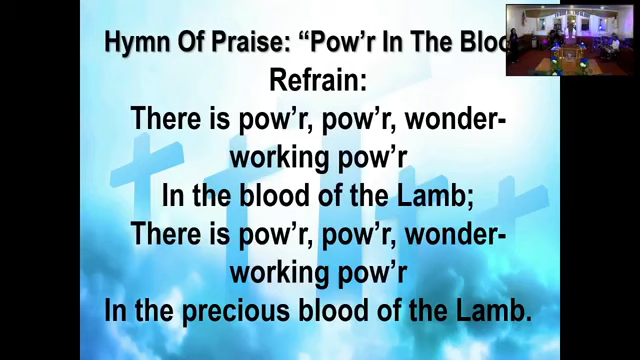 Hymn Of Praise: “Pow’r In The Bloo
Refrain:
There is pow’r, pow’r, wonder-
working pow’r
In the blood of the Lamb;
There is pow’r, pow’r, wonder-
working pow’r
In the precious blood of the Lamb.